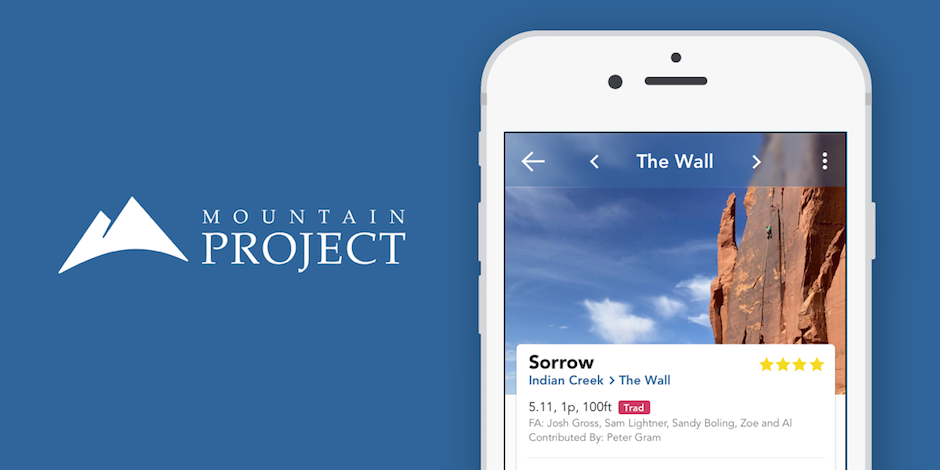 MOUNTAIN
PROJECT
The Wall
Sorrow
Indian Creek > The Wall
5.11, 1p, 100ft Trad
FA: Josh Gross, Sam Lightner, Sandy Boling, Zoe and Al
Contributed By: Peter Gram